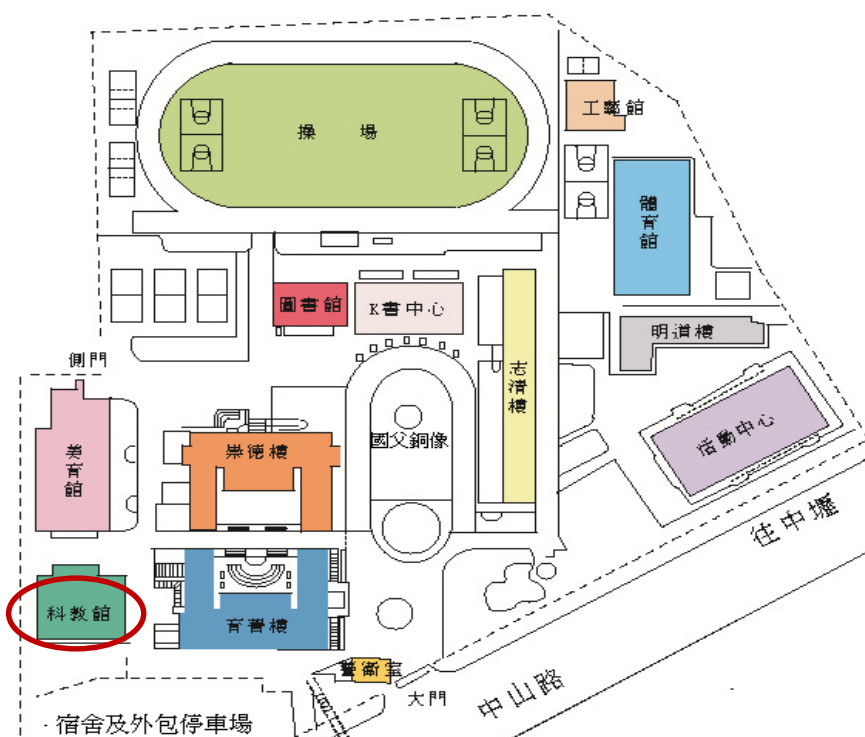 工藝館
操場
體育館
圖書館
K書中心
明道樓
側門
志清樓
國父銅像
崇德樓
美育館
活動中心
往中壢
科教館
育賢樓
警衛室
大門
中山路
宿舍及外包停車場